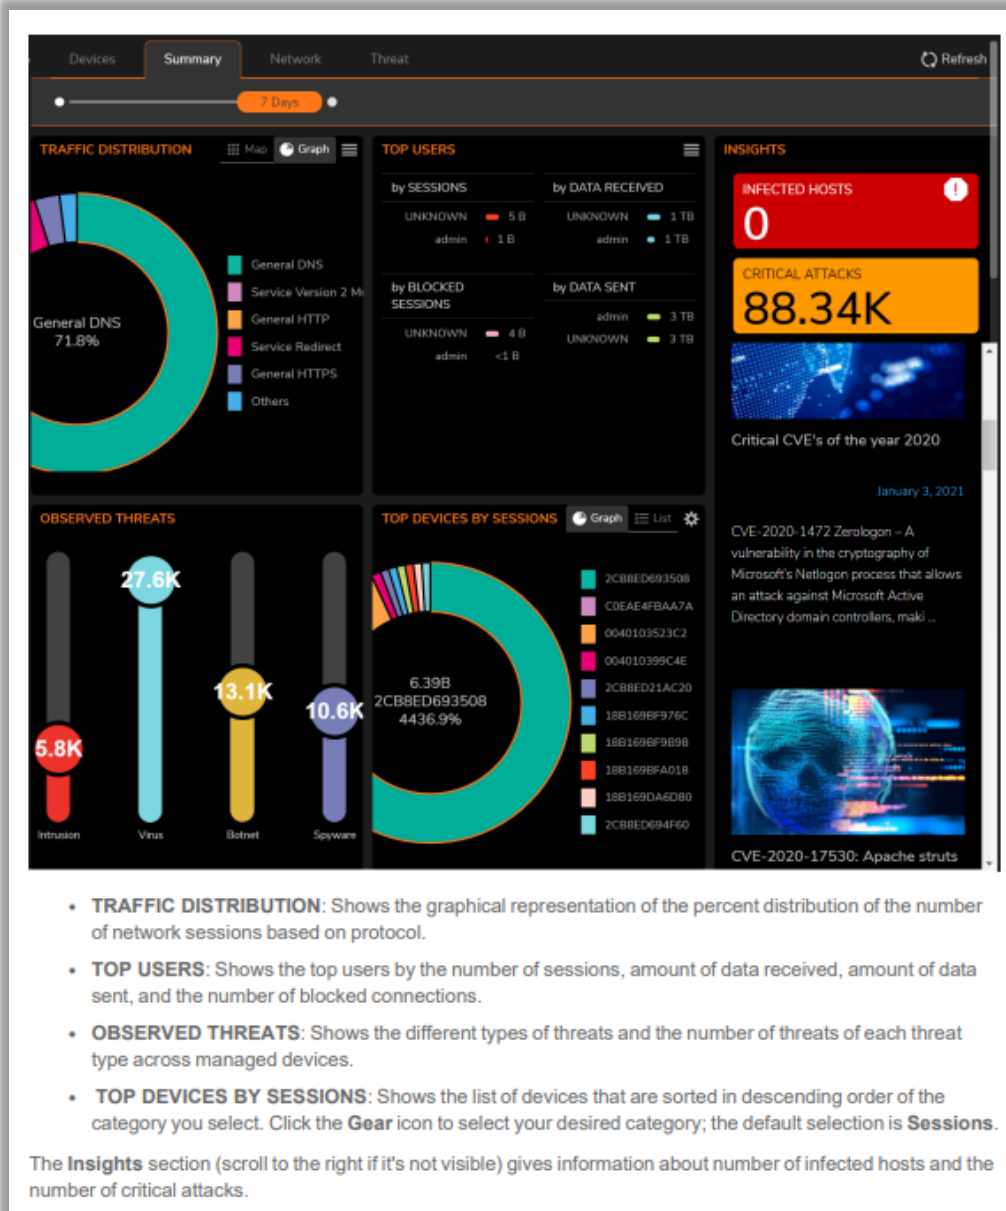 Devices
Summary
Network
Threat
Refresh
7 Days
TRAFFIC DISTRIBUTION
Map
Graph
General DNS
71.8%
General DNS
Service Version 2 M
General HTTP
Service Redirect
General HTTPS
Others
TOP USERS
by SESSIONS
UNKNOWN 5 B
admin 1 B
by DATA RECEIVED
UNKNOWN 1 TB
admin 1 TB
by BLOCKED
SESSIONS
UNKNOWN 4 B
admin <1 B
by DATA SENT
admin 3 TB
UNKNOWN 3 TB
INSIGHTS
INFECTED HOSTS
!
0
CRITICAL ATTACKS
88.34K
Critical CVE's of the year 2020
January 3, 2021
CVE-2020-1472 Zerologon – A
vulnerability in the cryptography of
Microsoft's Netlogon process that allows
an attack against Microsoft Active
Directory domain controllers, maki ...
CVE-2020-17530: Apache struts
OBSERVED THREATS
5.8K
27.6K
13.1K
10.6K
Intrusion
Virus
Botnet
Spyware
TOP DEVICES BY SESSIONS
Graph
List
6.39B
2CB8ED693508
4436.9%
2CB8ED693508
C0EAE4FBAA7A
0040103523C2
004010399C4E
2CB8ED21AC20
18B169BF976C
18B169BF9B98
18B169BFA018
18B169DA6D80
2CB8ED694F60
• TRAFFIC DISTRIBUTION: Shows the graphical representation of the percent distribution of the number
of network sessions based on protocol.
• TOP USERS: Shows the top users by the number of sessions, amount of data received, amount of data
sent, and the number of blocked connections.
• OBSERVED THREATS: Shows the different types of threats and the number of threats of each threat
type across managed devices.
• TOP DEVICES BY SESSIONS: Shows the list of devices that are sorted in descending order of the
category you select. Click the Gear icon to select your desired category; the default selection is Sessions.
The Insights section (scroll to the right if it's not visible) gives information about number of infected hosts and the
number of critical attacks.